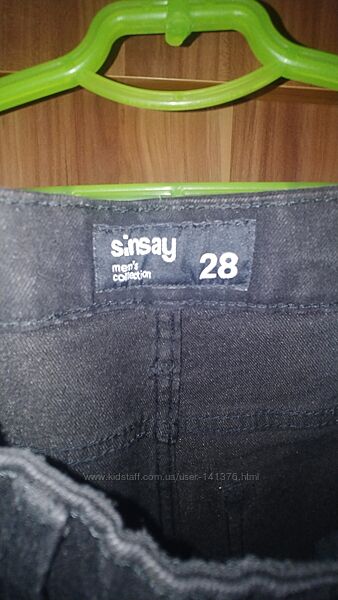 sinsay
men's
collection
28
www.kidstaff.com.ua/user-141376.html